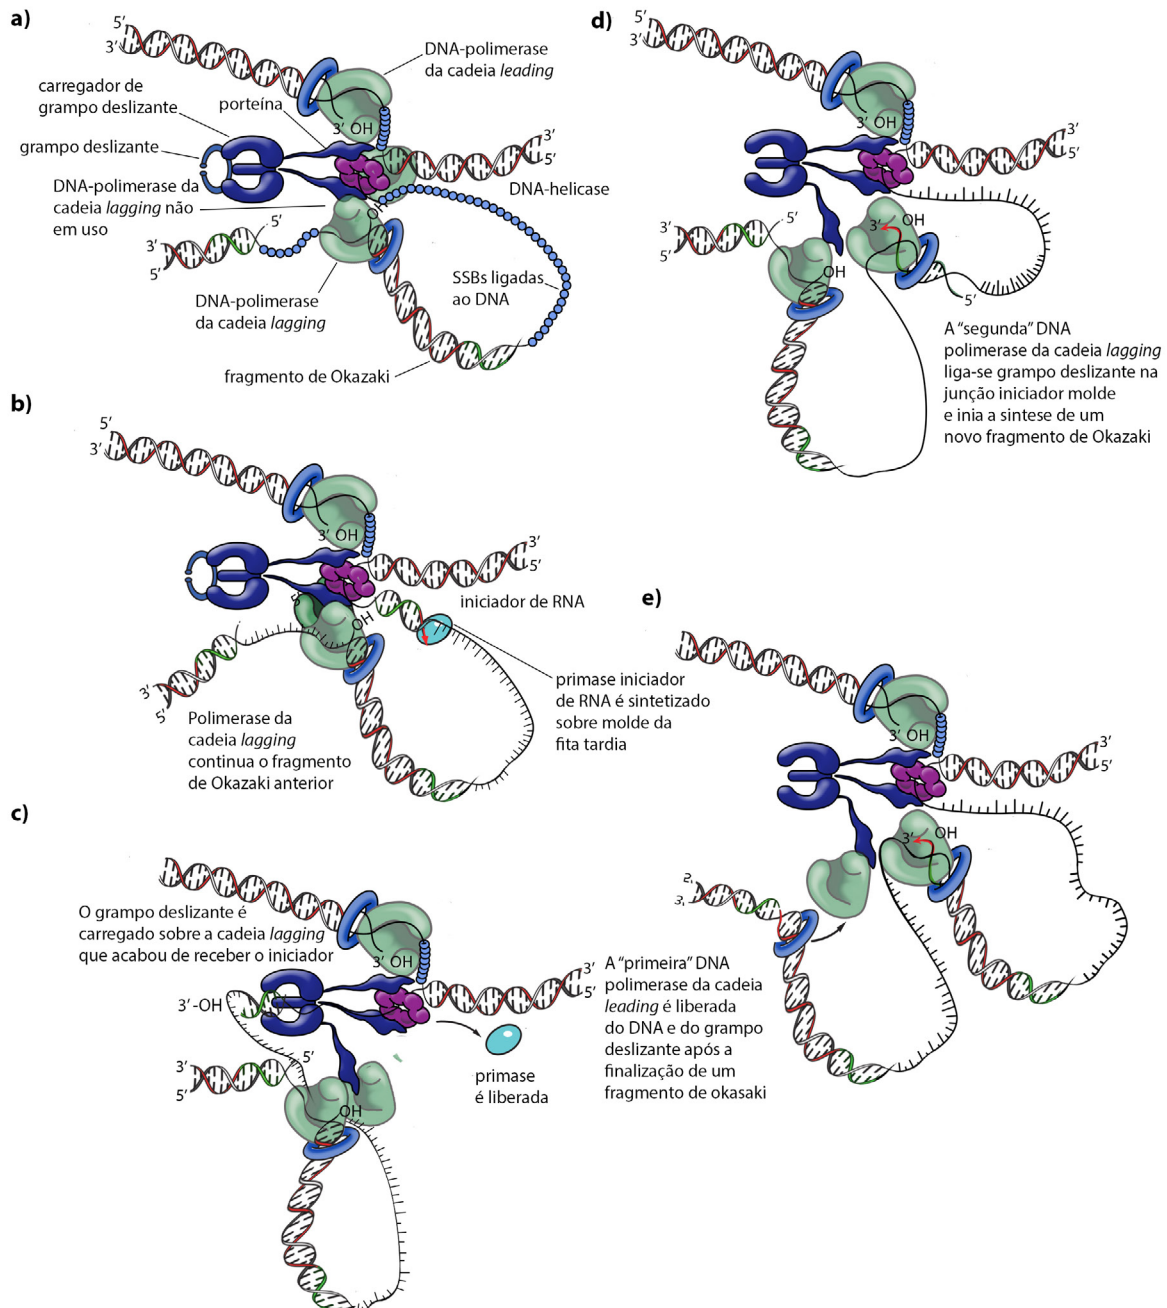 a)
5’
3’
DNA-polimerase
da cadeia leading
carregador de
grampo deslizante
porteína
3’ OH
grampo deslizante
3’
5’
DNA-polimerase da
cadeia lagging não
em uso
DNA-helicase
OH
5’
3’
5’
SSBs ligadas
ao DNA
DNA-polimerase
da cadeia lagging
fragmento de Okazaki
b)
5’
3’
3’ OH
3’
5’
iniciador de RNA
5’
OH
3’
5’
primase iniciador
de RNA é sintetizado
sobre molde da
fita tardia
Polimerase da
cadeia lagging
continua o fragmento
de Okazaki anterior
c)
O grampo deslizante é
carregado sobre a cadeia lagging
que acabou de receber o iniciador
3’ OH
3’
5’
3’-OH
5’
3’
5’
primase
é liberada
OH
d)
5’
3’
3’ OH
3’
5’
5’
3’
5’
3’
OH
OH
5’
A “segunda” DNA
polimerase da cadeia lagging
liga-se grampo deslizante na
junção iniciador molde
e inia a sintese de um
novo fragmento de Okazaki
e)
3’ OH
3’
5’
3’
OH
2,
3,
A “primeira” DNA
polimerase da cadeia
leading é liberada
do DNA e do grampo
deslizante após a
finalização de um
fragmento de okasaki